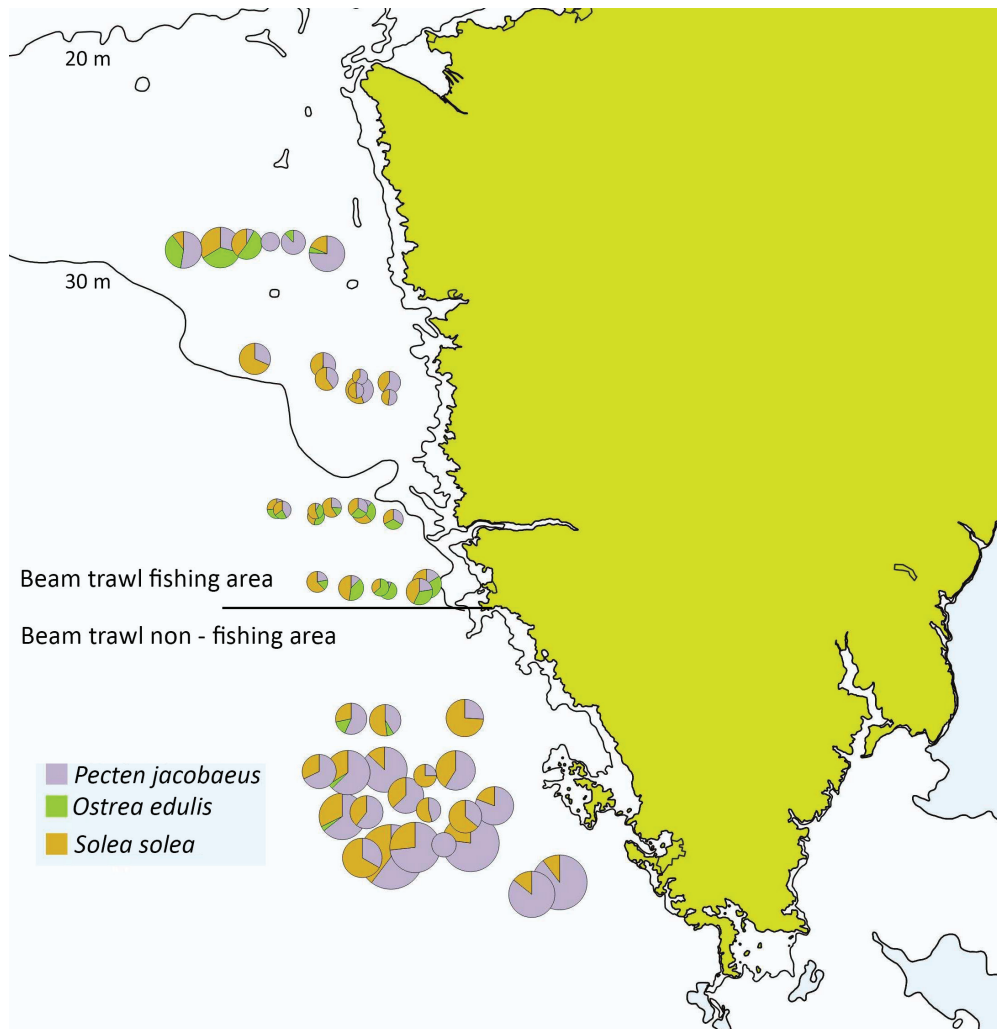 20 m
30 m
Beam trawl fishing area
Beam trawl non - fishing area
Pecten jacobaeus
Ostrea edulis
Solea solea